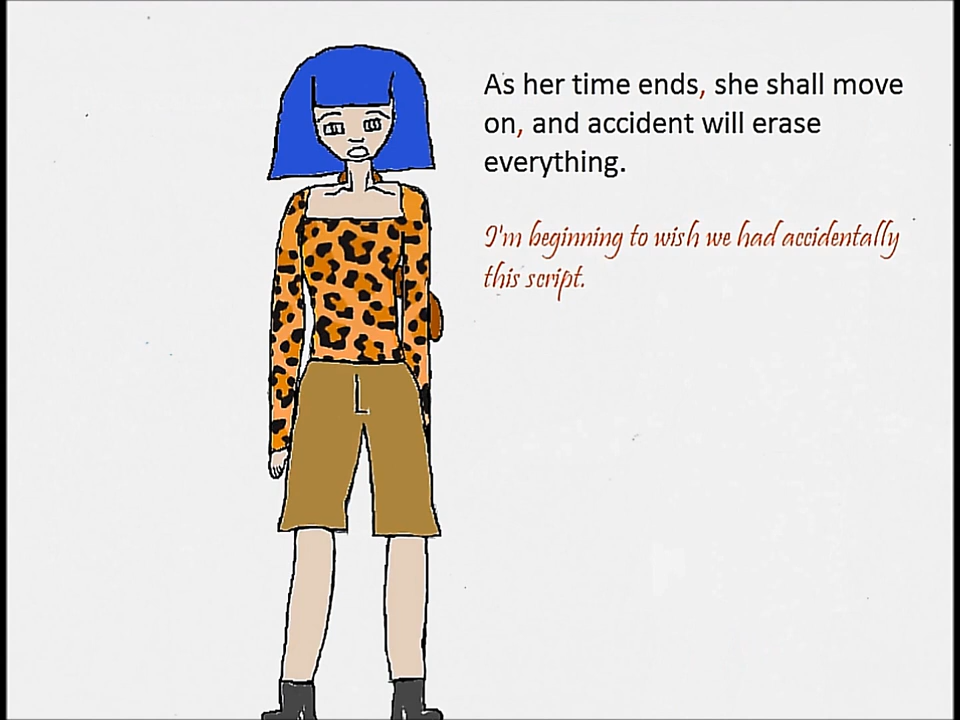 As her time ends, she shall move
on, and accident will erase
everything.
I'm beginning to wish we had accidentally
this script.